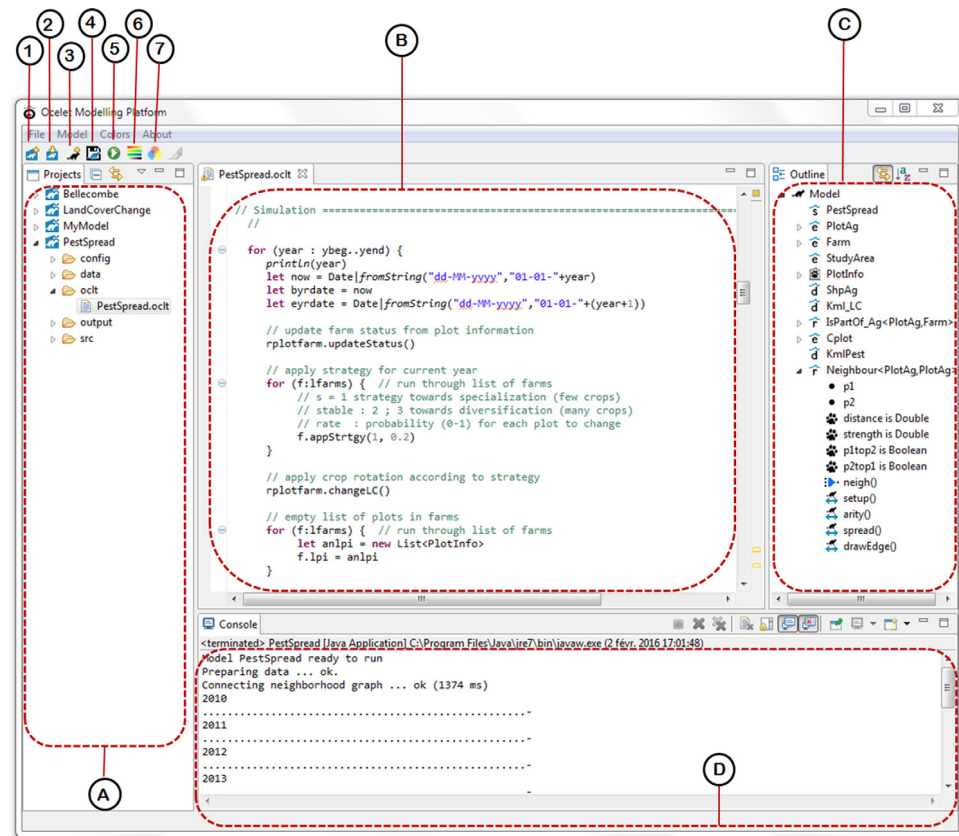 1
2
3
4
5
6
7
B
C
Ocelet Modelling Platform
File Model Colors About
Projects
Bellecombe
LandCoverChange
MyModel
PestSpread
config
data
oclt
PestSpread.oclt
output
src
A
PestSpread.oclt
// Simulation ================================================================
//
for (year : ybeg..yend) {
println(year)
let now = Date|fromString("dd-MM-yyyy","01-01-"+year)
let byrdate = now
let eyrdate = Date|fromString("dd-MM-yyyy","01-01-"+(year+1))
// update farm status from plot information
rplotfarm.updateStatus()
// apply strategy for current year
for (f:lfarms) { // run through list of farms
// s = 1 strategy towards specialization (few crops)
// stable : 2 ; 3 towards diversification (many crops)
// rate : probability (0-1) for each plot to change
f.appStrtgy(1, 0.2)
}
// apply crop rotation according to strategy
rplotfarm.changeLC()
// empty list of plots in farms
for (f:lfarms) { // run through list of farms
let anlpi = new List<PlotInfo>
f.lpi = anlpi
}
Outline
Model
PestSpread
PlotAg
Farm
StudyArea
PlotInfo
ShpAg
Kml_LC
IsPartOf_Ag<PlotAg,Farm>
Cplot
KmlPest
Neighbour<PlotAg,PlotAg>
p1
p2
distance is Double
strength is Double
p1top2 is Boolean
p2top1 is Boolean
neigh()
setup()
arity()
spread()
drawEdge()
Console
<terminated> PestSpread [Java Application] C:\Program Files\Java\jre7\bin\javaw.exe (2 févr. 2016 17:01:48)
Model PestSpread ready to run
Preparing data ... ok.
Connecting neighborhood graph ... ok (1374 ms)
2010
..................................................-
2011
..................................................-
2012
..................................................-
2013
D